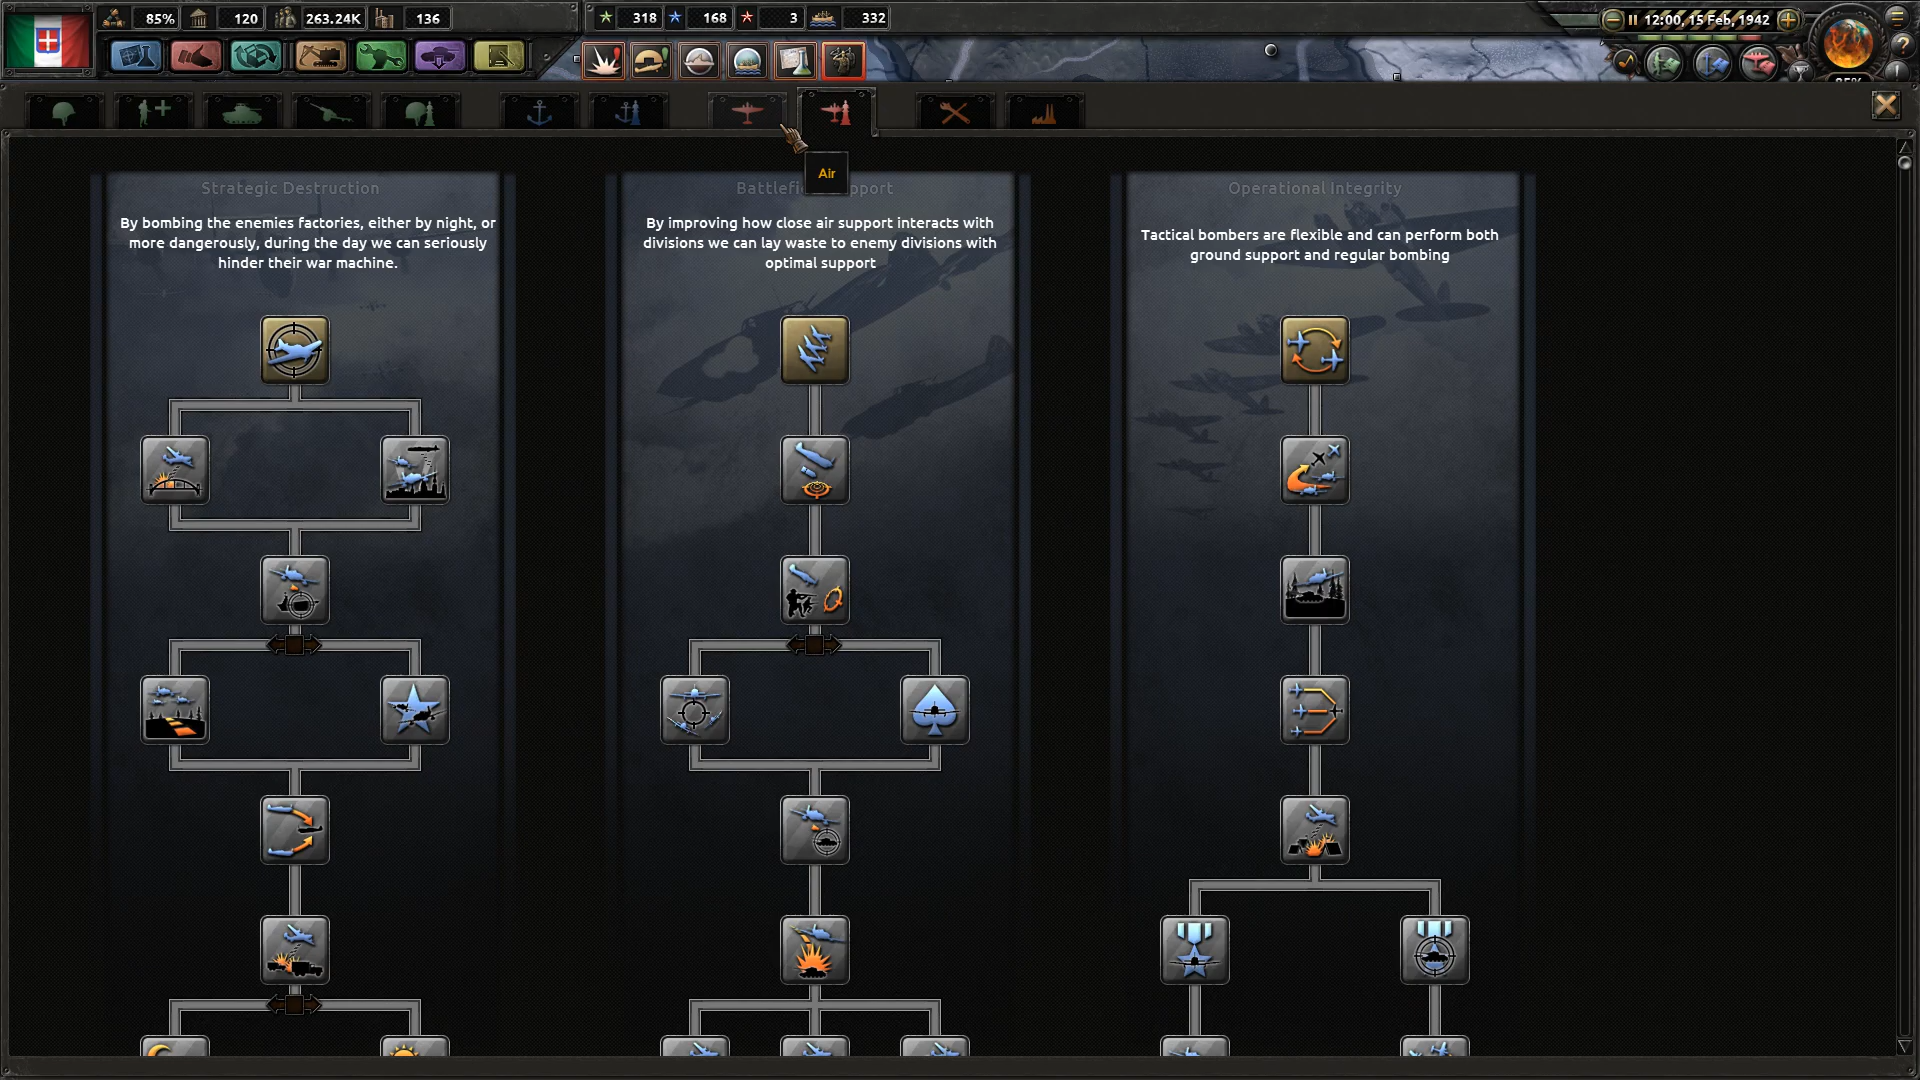 85%
120
263.24K
136
318
168
3
332
12:00, 15 Feb, 1942
Air
Strategic Destruction
By bombing the enemies factories, either by night, or
more dangerously, during the day we can seriously
hinder their war machine.
By improving how close air support interacts with
divisions we can lay waste to enemy divisions with
optimal support
Operational Integrity
Tactical bombers are flexible and can perform both
ground support and regular bombing